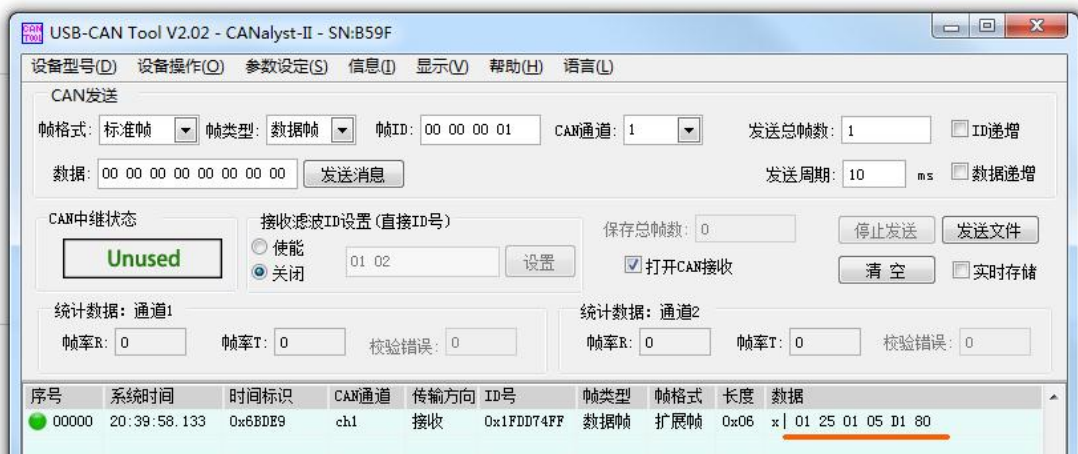 USB-CAN Tool V2.02 - CANalyst-II - SN:B59F
设备型号(D) 设备操作(O) 参数设定(S) 信息(I) 显示(V) 帮助(H) 语言(L)
CAN发送
帧格式: 标准帧 帧类型: 数据帧 帧ID: 00 00 00 01 CAN通道: 1 发送总帧数: 1 ID递增
数据: 00 00 00 00 00 00 00 00 发送消息 发送周期: 10 ms 数据递增
CAN中继状态 接收滤波ID设置(直接ID号) 保存总帧数: 0 停止发送 发送文件
Unused 使能 关闭 01 02 设置 打开CAN接收 清空 实时存储
统计数据: 通道1 统计数据: 通道2
帧率R: 0 帧率T: 0 校验错误: 0 帧率R: 0 帧率T: 0 校验错误: 0
序号 系统时间 时间标识 CAN通道 传输方向 ID号 帧类型 帧格式 长度 数据
00000 20:39:58.133 0x6BDE9 ch1 接收 0x1FDD74FF 数据帧 扩展帧 0x06 x| 01 25 01 05 D1 80